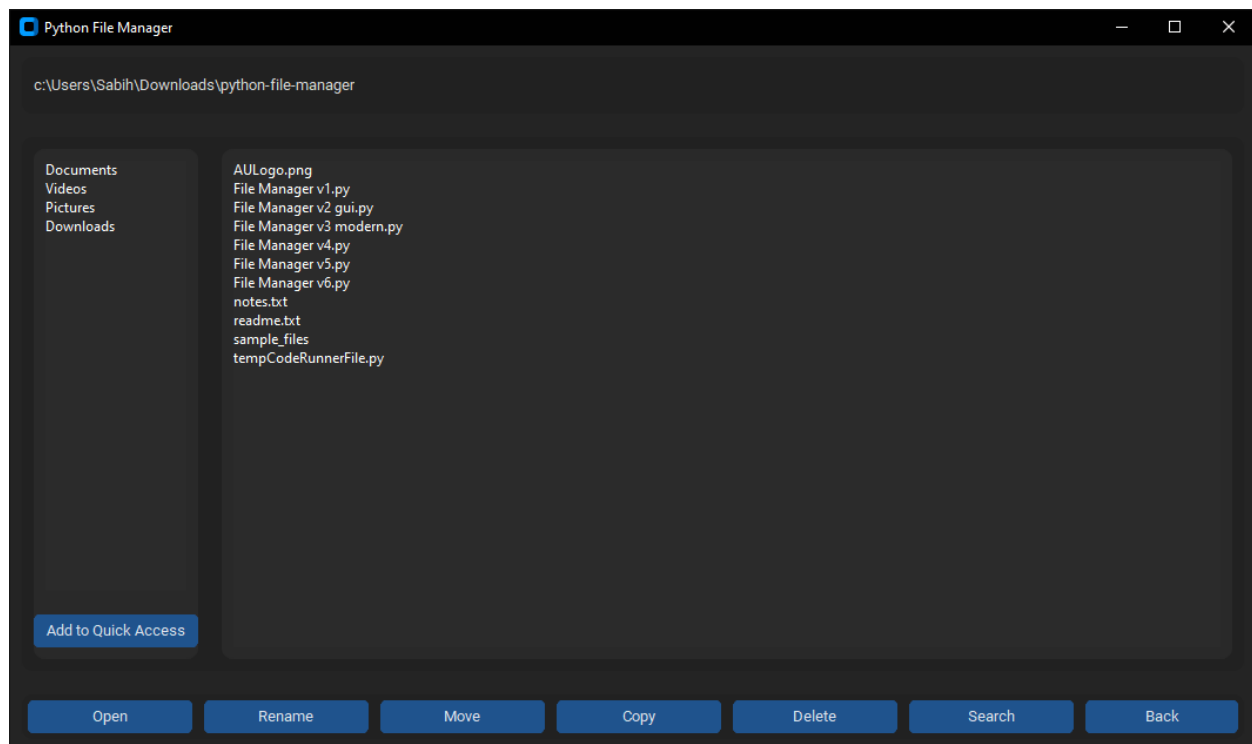 Python File Manager
c:\Users\Sabih\Downloads\python-file-manager
Documents
Videos
Pictures
Downloads
Add to Quick Access
AULogo.png
File Manager v1.py
File Manager v2 gui.py
File Manager v3 modern.py
File Manager v4.py
File Manager v5.py
File Manager v6.py
notes.txt
readme.txt
sample_files
tempCodeRunnerFile.py
Open
Rename
Move
Copy
Delete
Search
Back